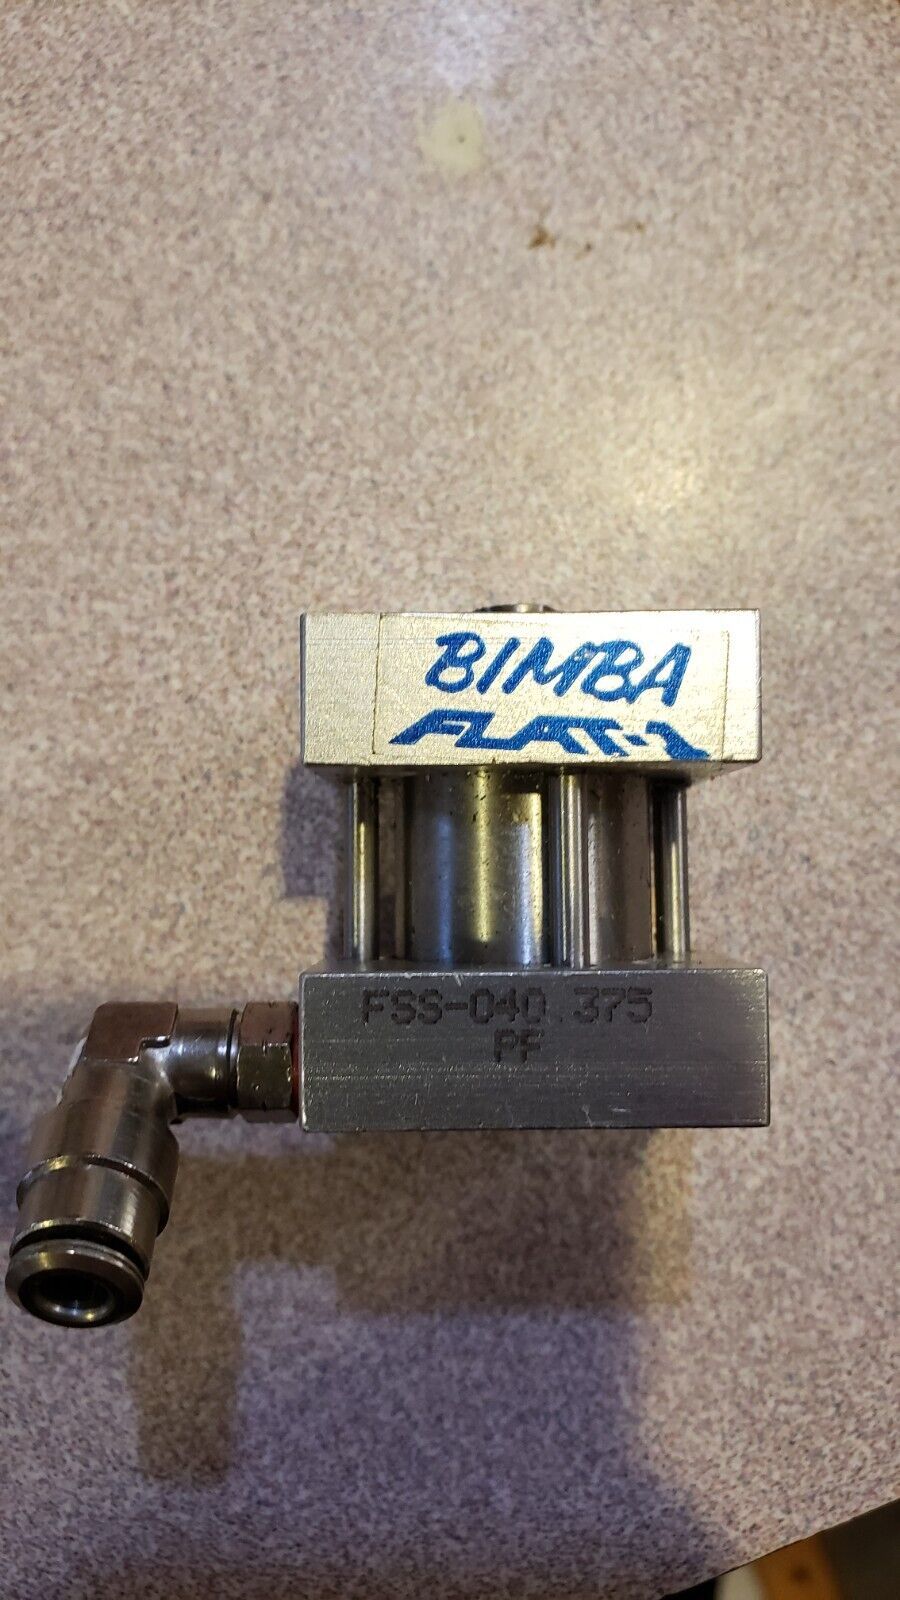 BIMBA
FLAT-1
FSS-040.375
PF